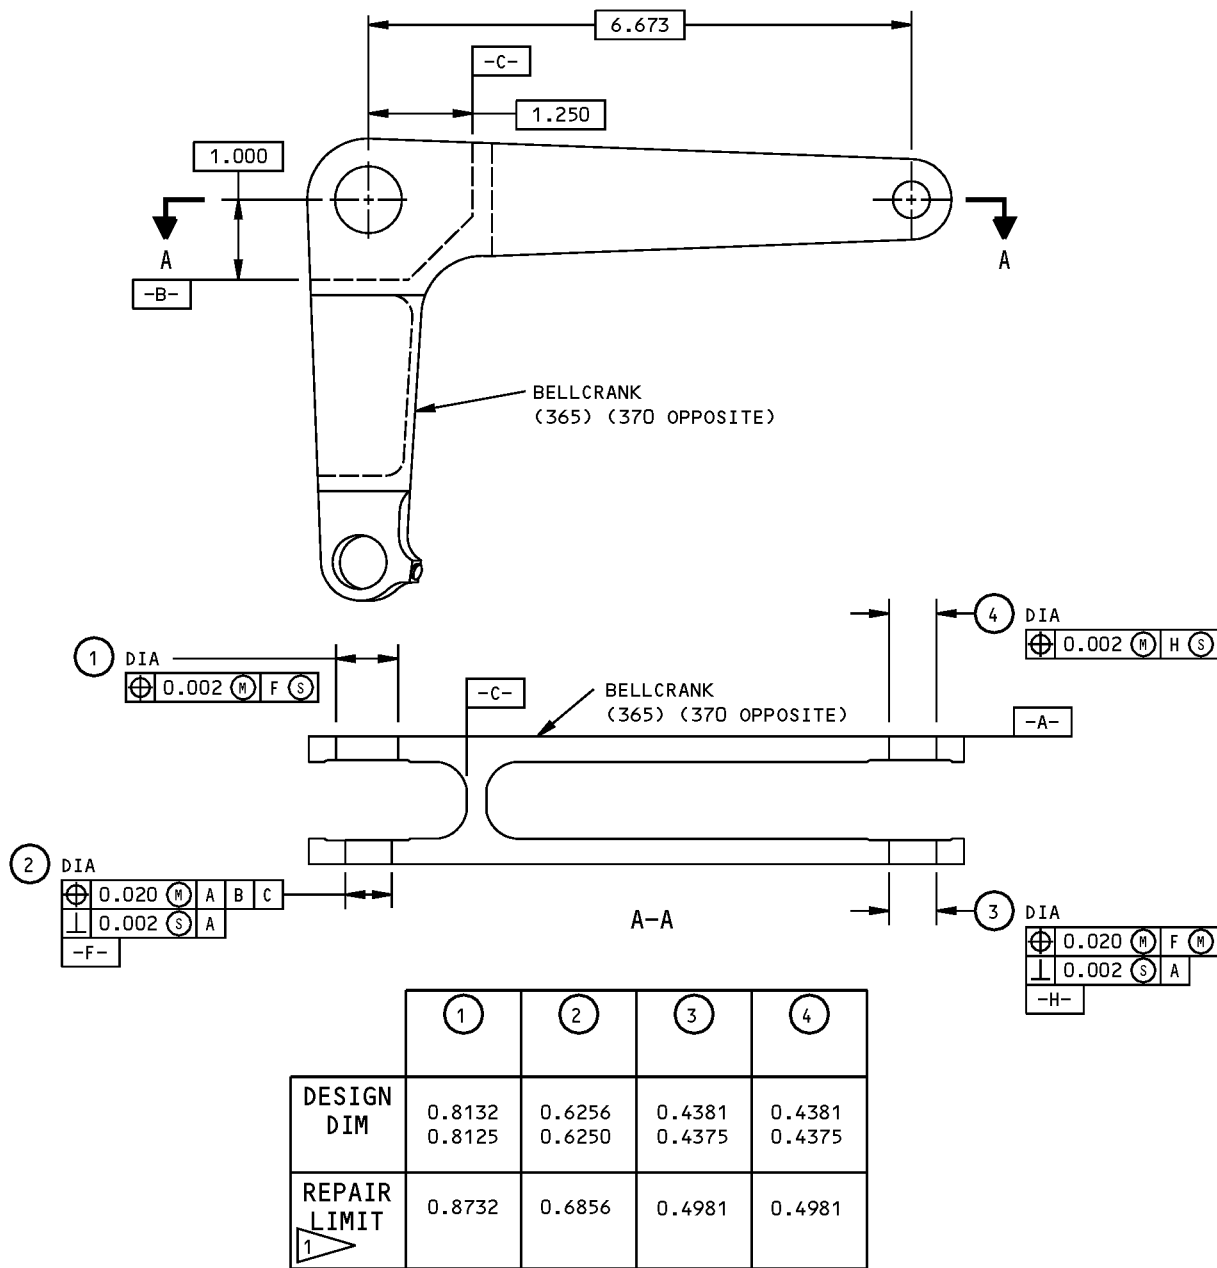 6.673
-C-
1.250
1.000
A
A
-B-
BELLCRANK
(365) (370 OPPOSITE)
4 DIA
⌖ 0.002 Ⓜ H Ⓢ
1 DIA
⌖ 0.002 Ⓜ F Ⓢ
-C-
BELLCRANK
(365) (370 OPPOSITE)
-A-
2 DIA
⌖ 0.020 Ⓜ A B C
⊥ 0.002 Ⓢ A
-F-
A-A
3 DIA
⌖ 0.020 Ⓜ F Ⓜ
⊥ 0.002 Ⓢ A
-H-
1 2 3 4
DESIGN DIM
0.8132 0.6256 0.4381 0.4381
0.8125 0.6250 0.4375 0.4375
REPAIR LIMIT
1
0.8732 0.6856 0.4981 0.4981